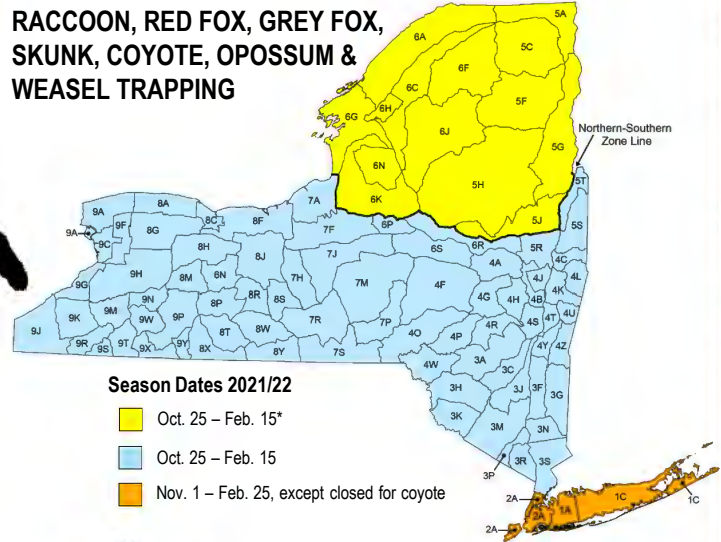 RACCOON, RED FOX, GREY FOX,
SKUNK, COYOTE, OPOSSUM &
WEASEL TRAPPING
5A
6A
5C
6F
6C
5F
6H
6G
6J
Northern-Southern
Zone Line
5G
6N
5H
5T
6K
7A
8A
9A
5J
5S
8C
8F
6P
9F
9A
8G
7F
6R
5R
9C
8H
6S
8J
7J
4A
4C
9G
9H
8M
6N
7H
7M
4F
4J
4L
4K
9N
8P
8R
8S
4G
4H
4B
9K
9M
9W
9P
7R
7P
4R
4S
4T
4U
9J
8T
8W
4O
4P
4Y
4Z
9R
9S
9T
9X
9Y
8X
8Y
7S
4W
3A
3C
Season Dates 2021/22
3H
3J
3F
3G
Oct. 25 – Feb. 15*
3K
3M
3N
Oct. 25 – Feb. 15
3P
3R
3S
Nov. 1 – Feb. 25, except closed for coyote
2A
1C
2A
1A
1C
2A